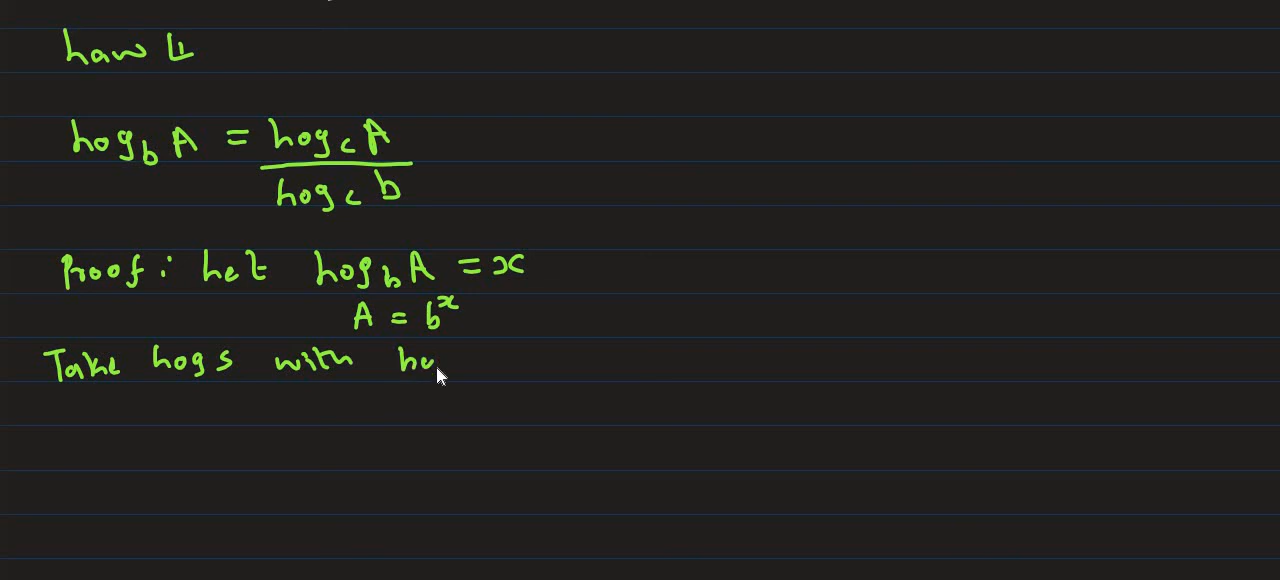 Law 4
Log_b A = Log_c A / Log_c b
Proof: Let Log_b A = x
A = b^x
Take Logs with